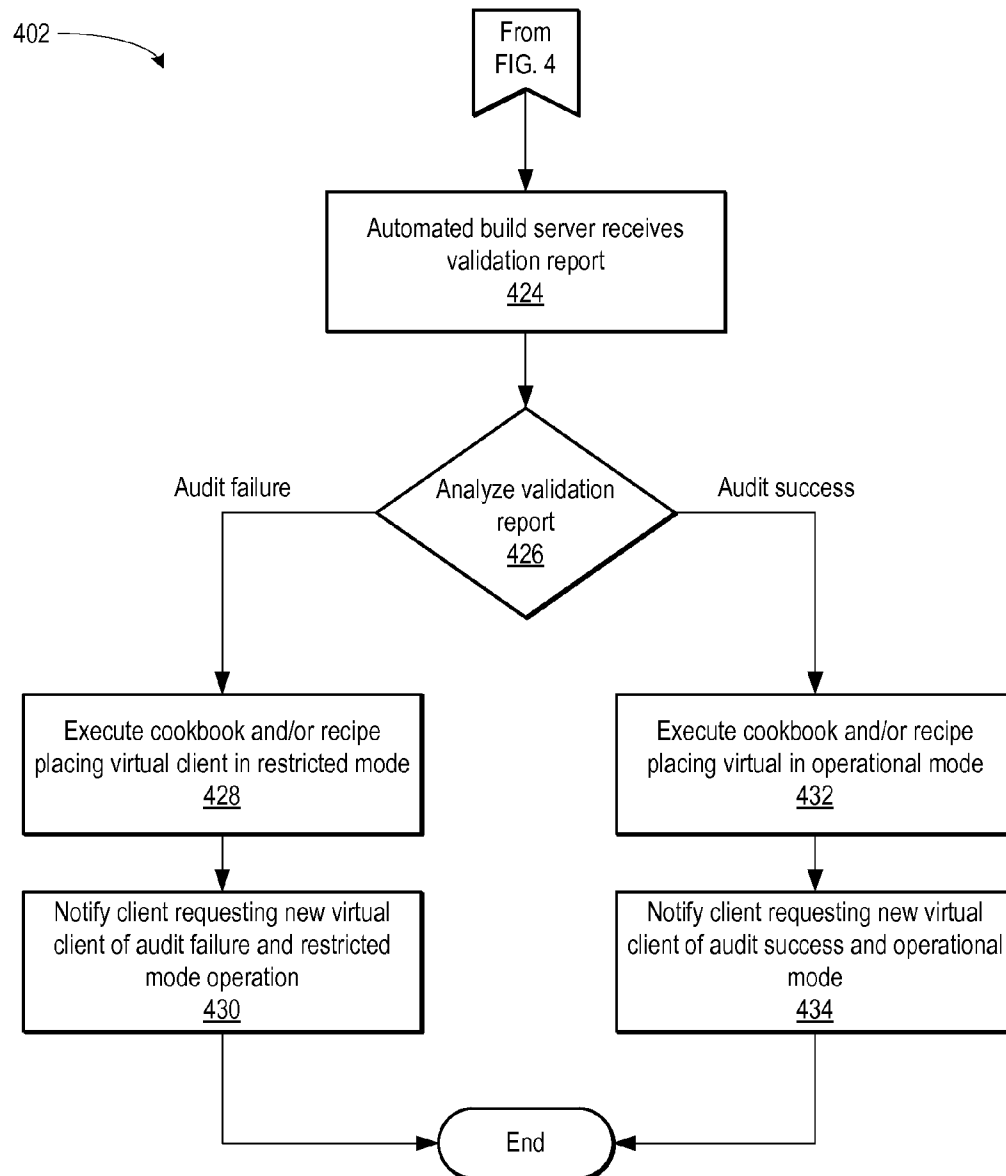 402
From
FIG. 4
Automated build server receives
validation report
424
Audit failure
Analyze validation
report
426
Audit success
Execute cookbook and/or recipe
placing virtual client in restricted mode
428
Execute cookbook and/or recipe
placing virtual in operational mode
432
Notify client requesting new virtual
client of audit failure and restricted
mode operation
430
Notify client requesting new virtual
client of audit success and operational
mode
434
End